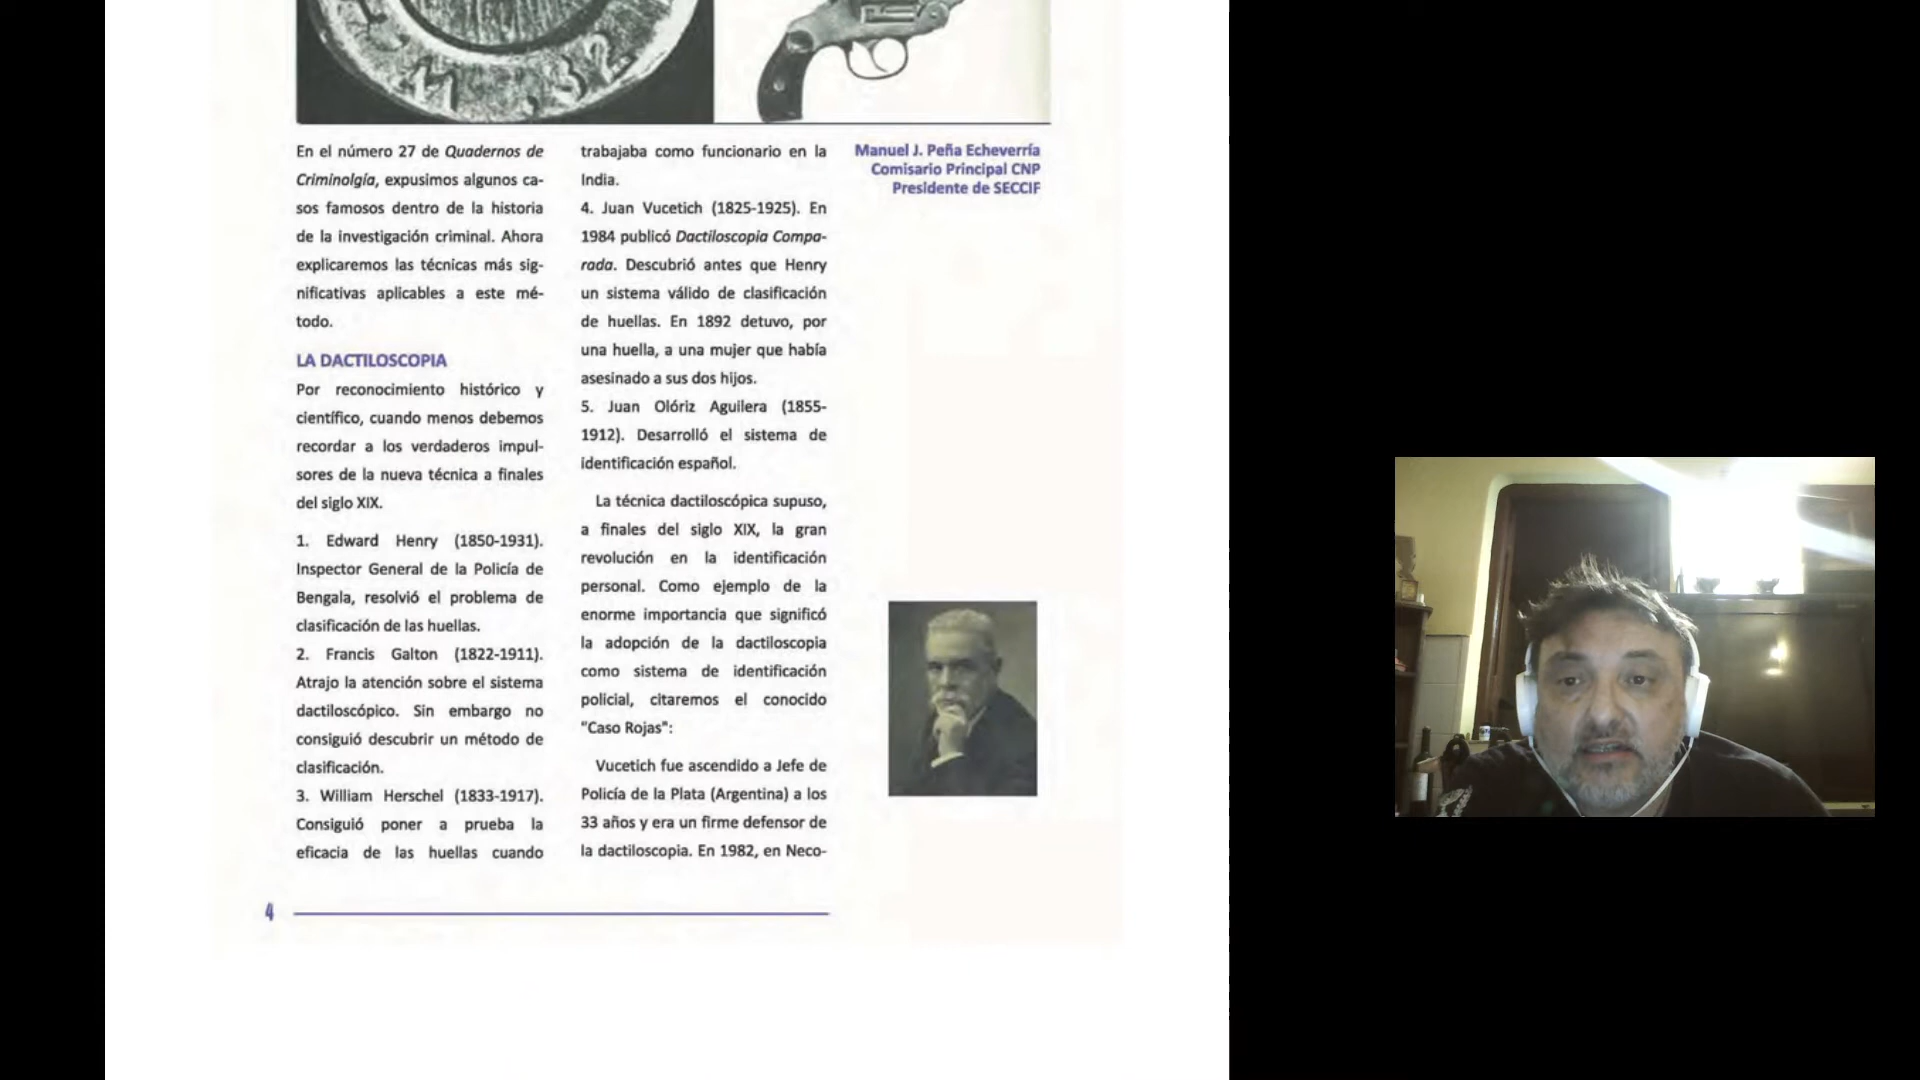 En el número 27 de Quadernos de
Criminolgía, expusimos algunos ca-
sos famosos dentro de la historia
de la investigación criminal. Ahora
explicaremos las técnicas más sig-
nificativas aplicables a este mé-
todo.
LA DACTILOSCOPIA
Por reconocimiento histórico y
científico, cuando menos debemos
recordar a los verdaderos impul-
sores de la nueva técnica a finales
del siglo XIX.
1. Edward Henry (1850-1931).
Inspector General de la Policía de
Bengala, resolvió el problema de
clasificación de las huellas.
2. Francis Galton (1822-1911).
Atrajo la atención sobre el sistema
dactiloscópico. Sin embargo no
consiguió descubrir un método de
clasificación.
3. William Herschel (1833-1917).
Consiguió poner a prueba la
eficacia de las huellas cuando
trabajaba como funcionario en la
India.
4. Juan Vucetich (1825-1925). En
1984 publicó Dactiloscopia Compa-
rada. Descubrió antes que Henry
un sistema válido de clasificación
de huellas. En 1892 detuvo, por
una huella, a una mujer que había
asesinado a sus dos hijos.
5. Juan Olóriz Aguilera (1855-
1912). Desarrolló el sistema de
identificación español.
La técnica dactiloscópica supuso,
a finales del siglo XIX, la gran
revolución en la identificación
personal. Como ejemplo de la
enorme importancia que significó
la adopción de la dactiloscopia
como sistema de identificación
policial, citaremos el conocido
"Caso Rojas":
Vucetich fue ascendido a Jefe de
Policía de la Plata (Argentina) a los
33 años y era un firme defensor de
la dactiloscopia. En 1982, en Neco-
Manuel J. Peña Echeverría
Comisario Principal CNP
Presidente de SECCIF
4